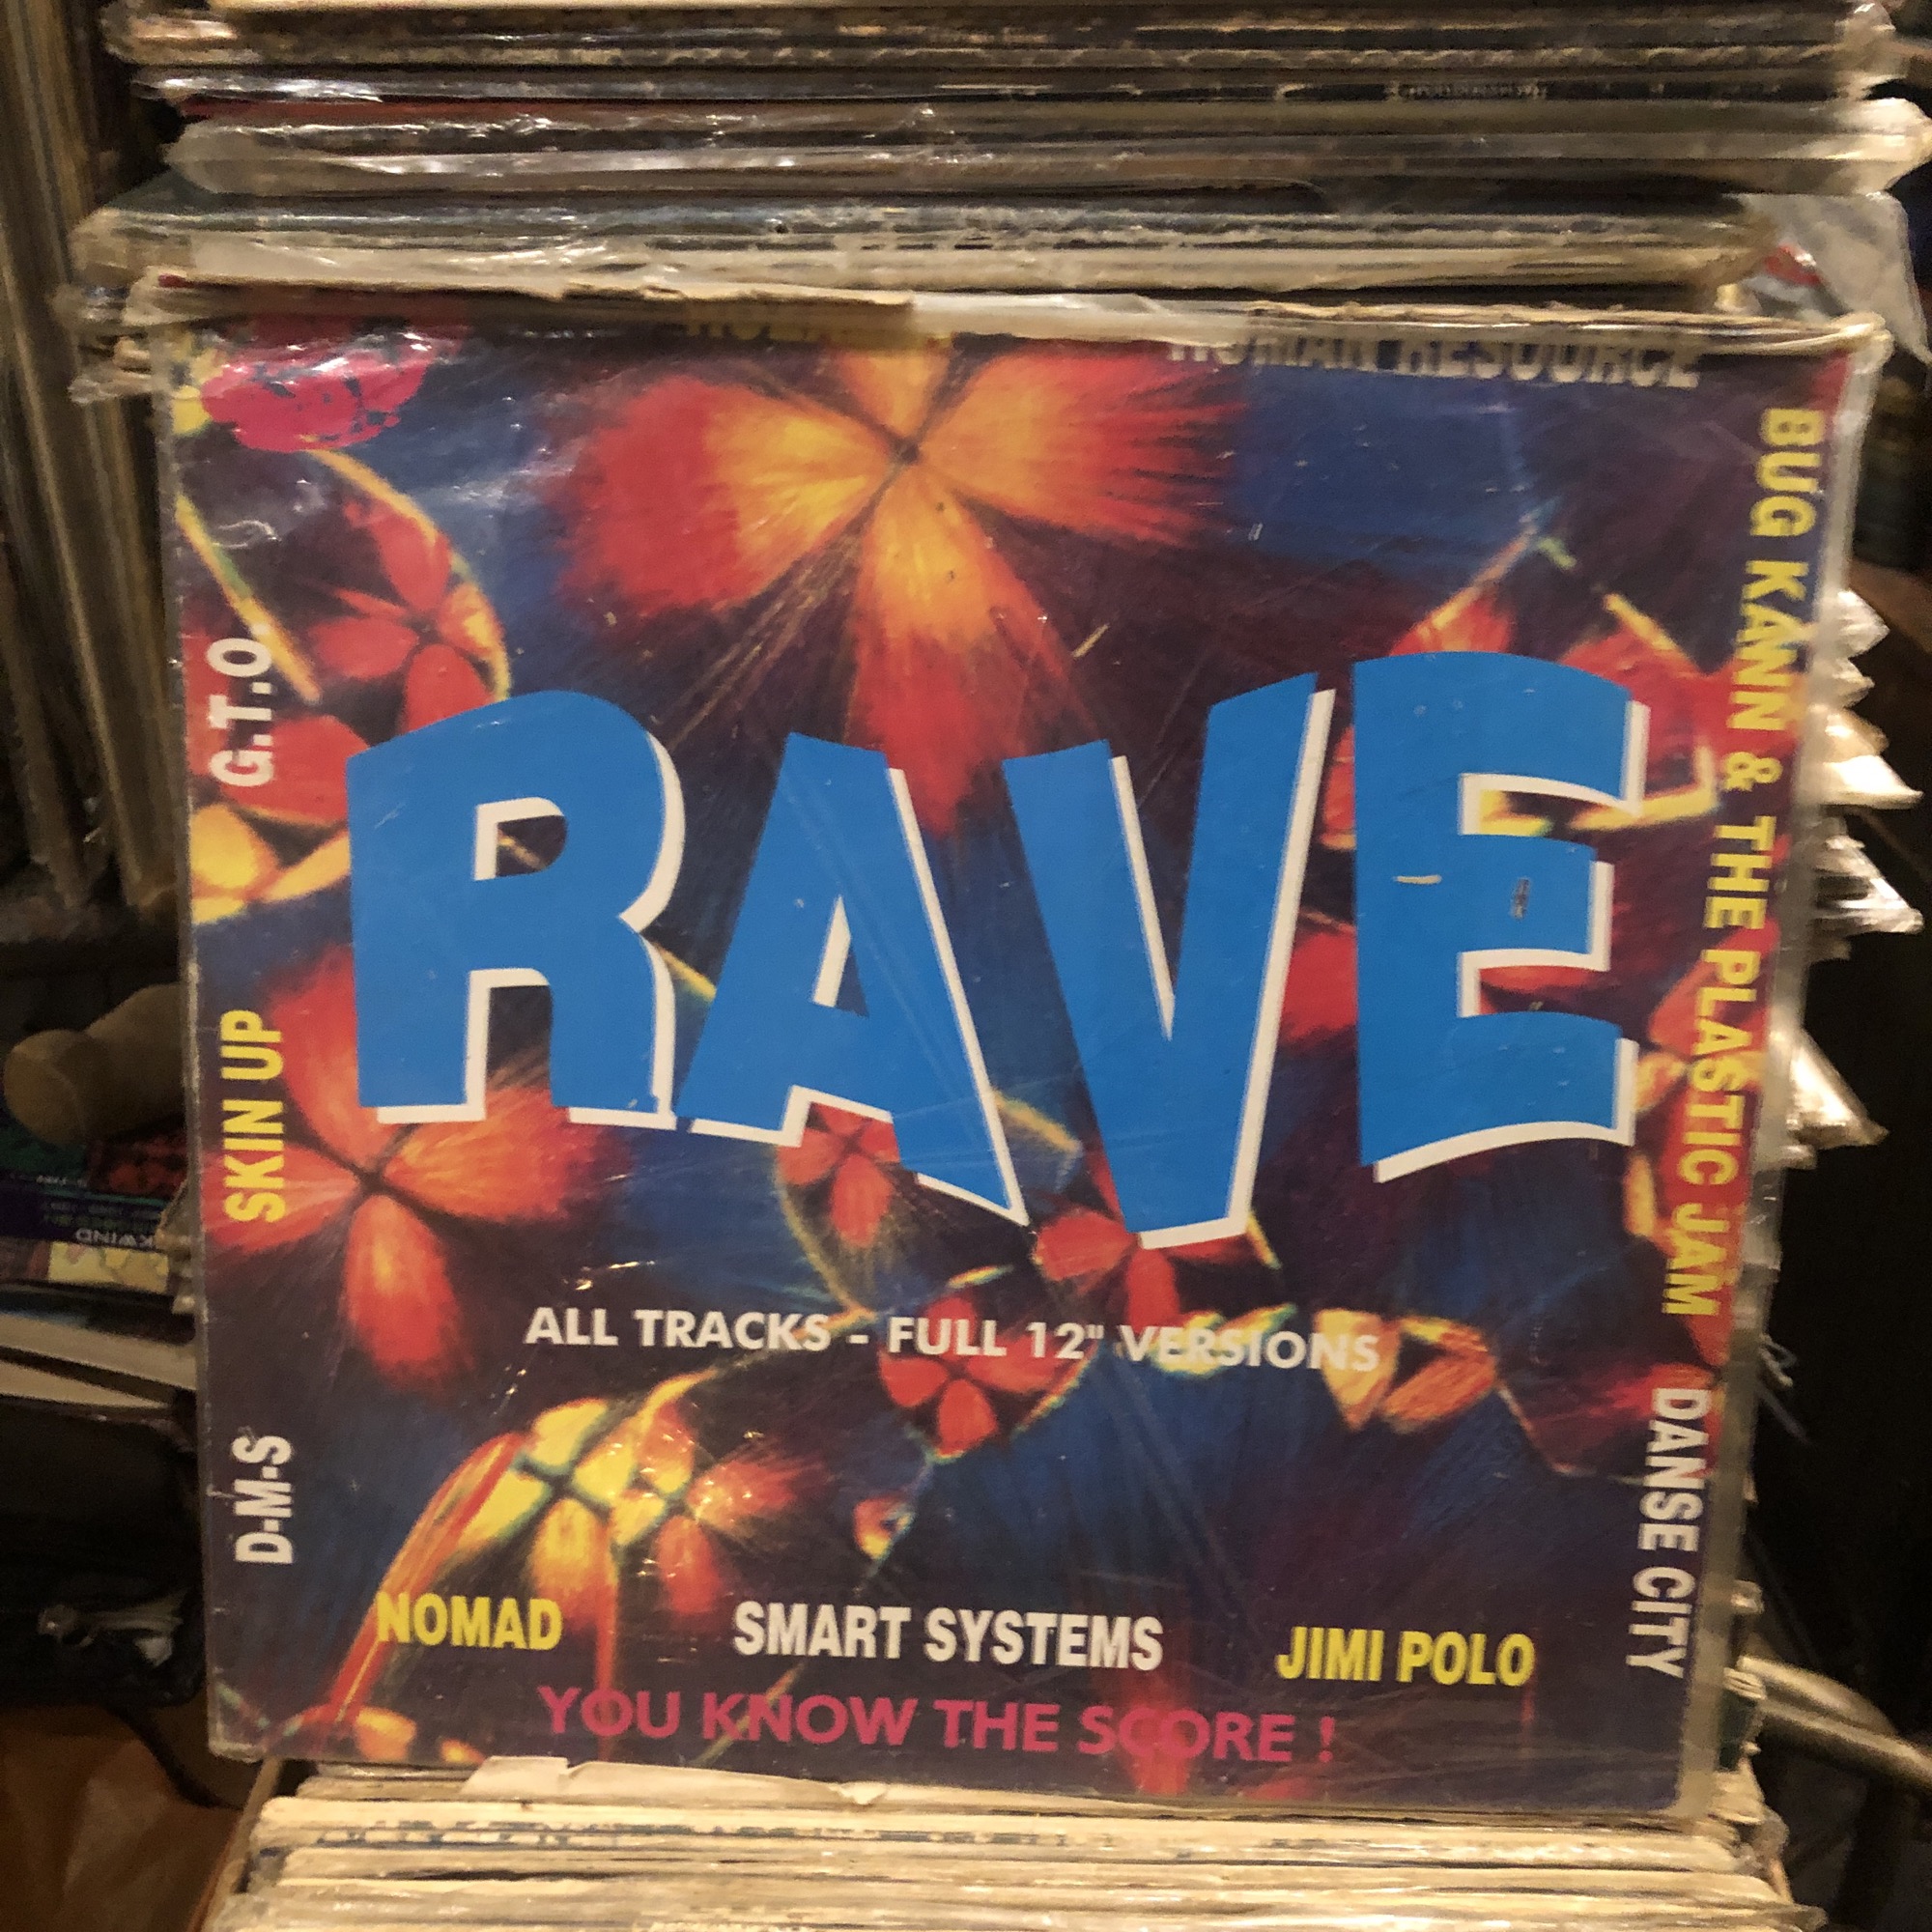 HUMAN RESOURCE
BUG KANN & THE PLASTIC JAM
G.T.O.
RAVE
SKIN UP
ALL TRACKS - FULL 12" VERSIONS
DANSE CITY
D-M-S
NOMAD
SMART SYSTEMS
JIMI POLO
YOU KNOW THE SCORE !